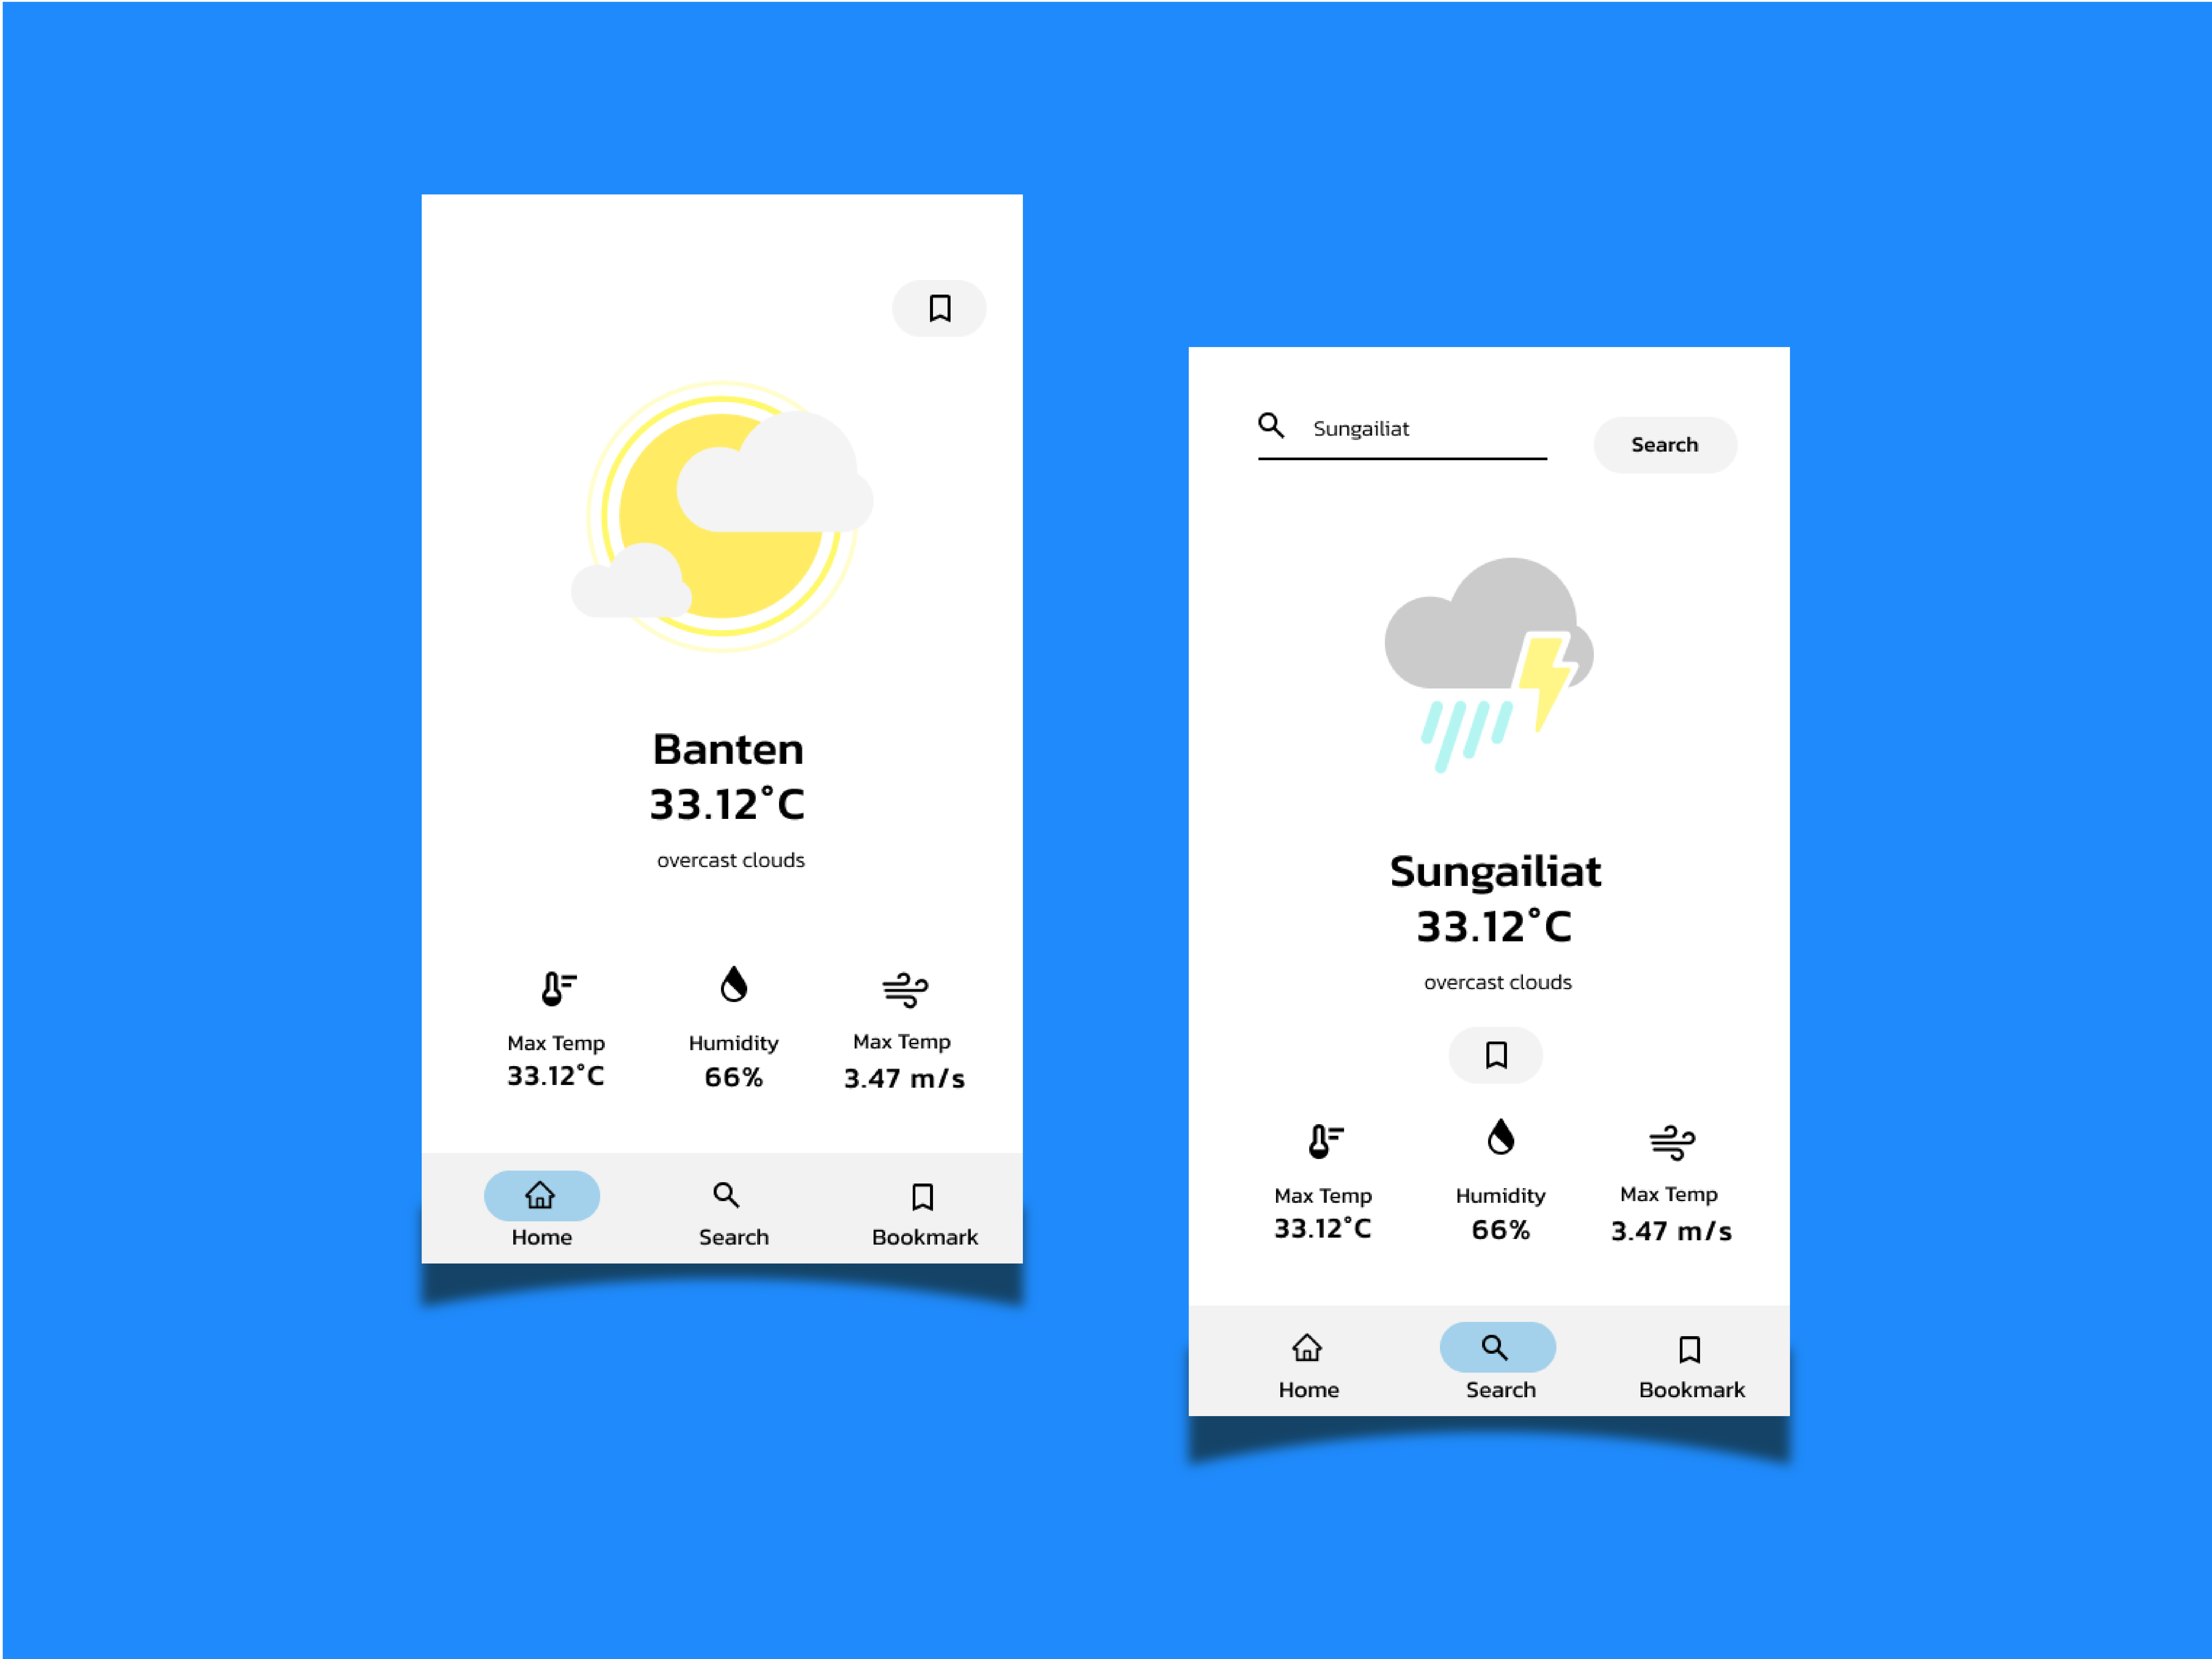 Banten
33.12°C
overcast clouds
Max Temp
33.12°C
Humidity
66%
Max Temp
3.47 m/s
Home
Search
Bookmark
Sungailiat
Search
Sungailiat
33.12°C
overcast clouds
Max Temp
33.12°C
Humidity
66%
Max Temp
3.47 m/s
Home
Search
Bookmark